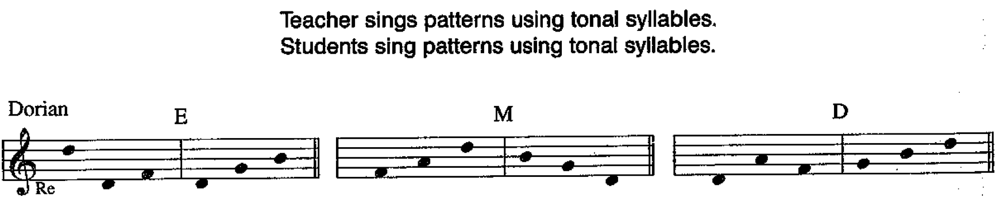 Teacher sings patterns using tonal syllables.
Students sing patterns using tonal syllables.
Dorian
E
M
D
Re